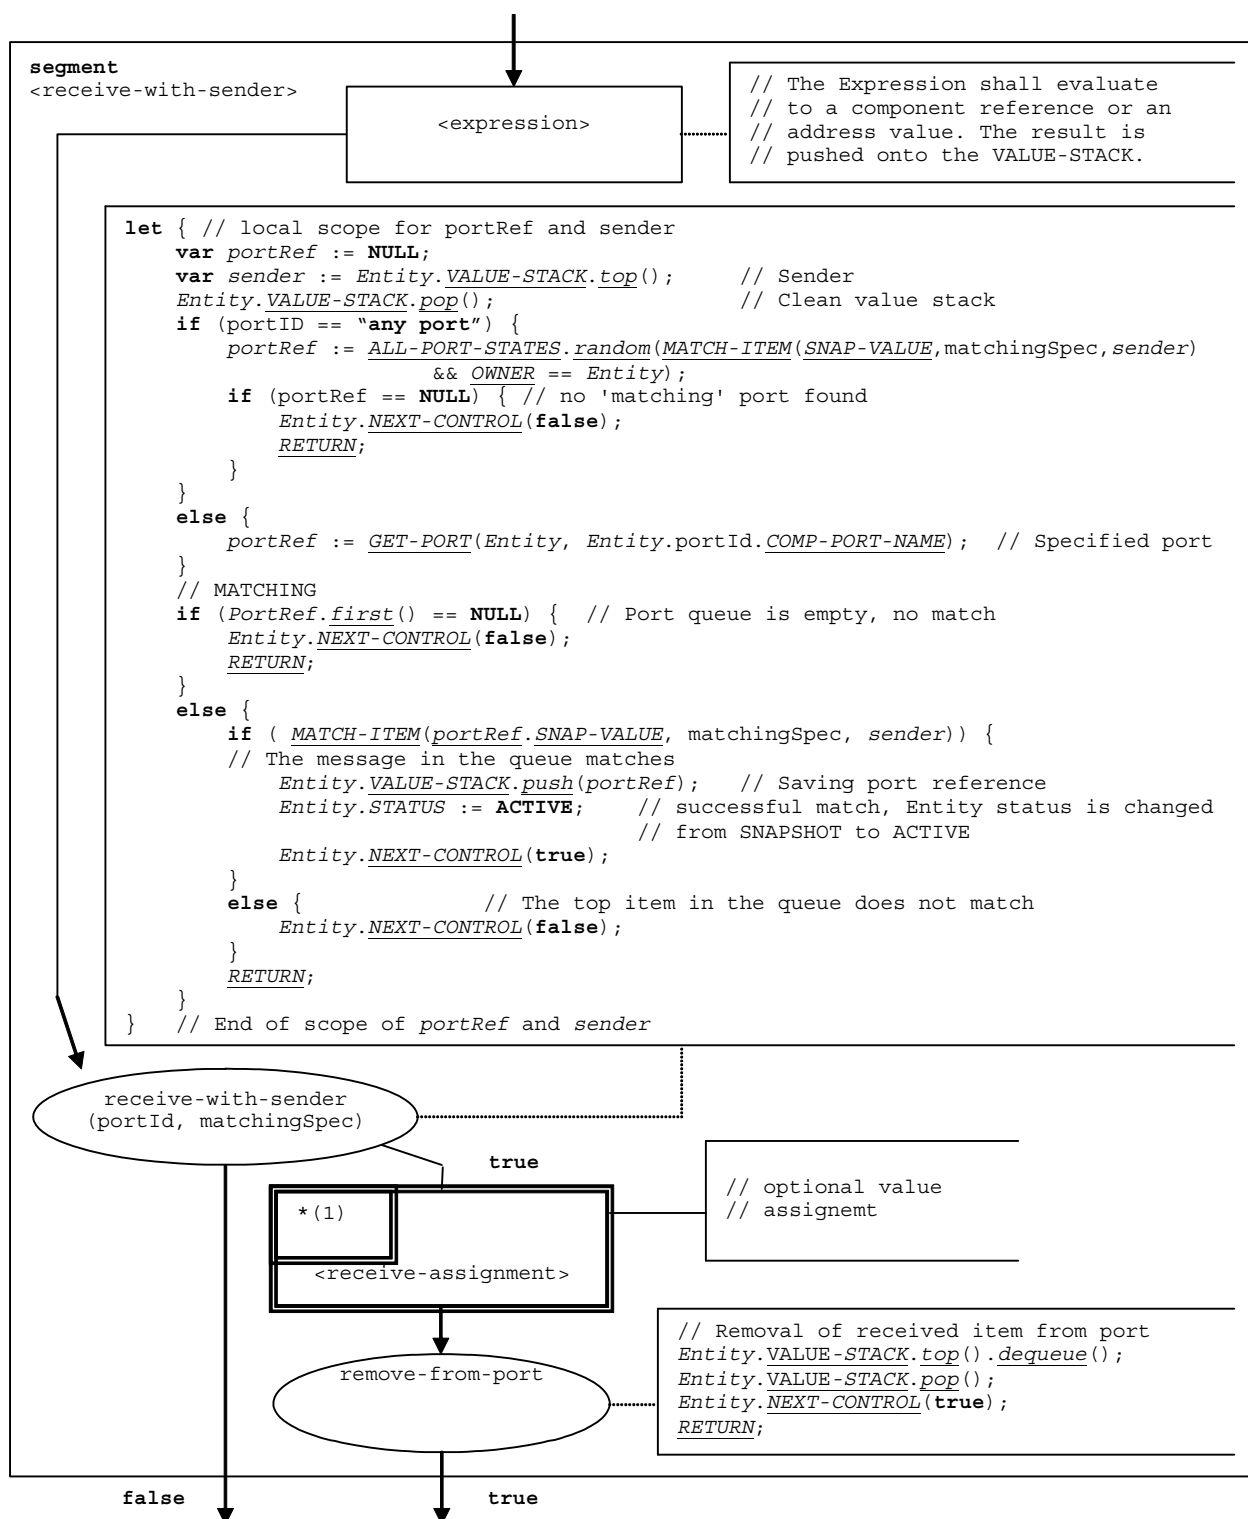 segment
<receive-with-sender>
<expression>
// The Expression shall evaluate
// to a component reference or an
// address value. The result is
// pushed onto the VALUE-STACK.
let { // local scope for portRef and sender
var portRef := NULL;
var sender := Entity.VALUE-STACK.top(); // Sender
Entity.VALUE-STACK.pop(); // Clean value stack
if (portID == “any port”) {
portRef := ALL-PORT-STATES.random(MATCH-ITEM(SNAP-VALUE,matchingSpec,sender)
&& OWNER == Entity);
if (portRef == NULL) { // no 'matching' port found
Entity.NEXT-CONTROL(false);
RETURN;
}
}
else {
portRef := GET-PORT(Entity, Entity.portId.COMP-PORT-NAME); // Specified port
}
// MATCHING
if (PortRef.first() == NULL) { // Port queue is empty, no match
Entity.NEXT-CONTROL(false);
RETURN;
}
else {
if ( MATCH-ITEM(portRef.SNAP-VALUE, matchingSpec, sender)) {
// The message in the queue matches
Entity.VALUE-STACK.push(portRef); // Saving port reference
Entity.STATUS := ACTIVE; // successful match, Entity status is changed
// from SNAPSHOT to ACTIVE
Entity.NEXT-CONTROL(true);
}
else { // The top item in the queue does not match
Entity.NEXT-CONTROL(false);
}
RETURN;
}
} // End of scope of portRef and sender
receive-with-sender
(portId, matchingSpec)
true
*(1)
<receive-assignment>
// optional value
// assignemt
remove-from-port
// Removal of received item from port
Entity.VALUE-STACK.top().dequeue();
Entity.VALUE-STACK.pop();
Entity.NEXT-CONTROL(true);
RETURN;
false
true